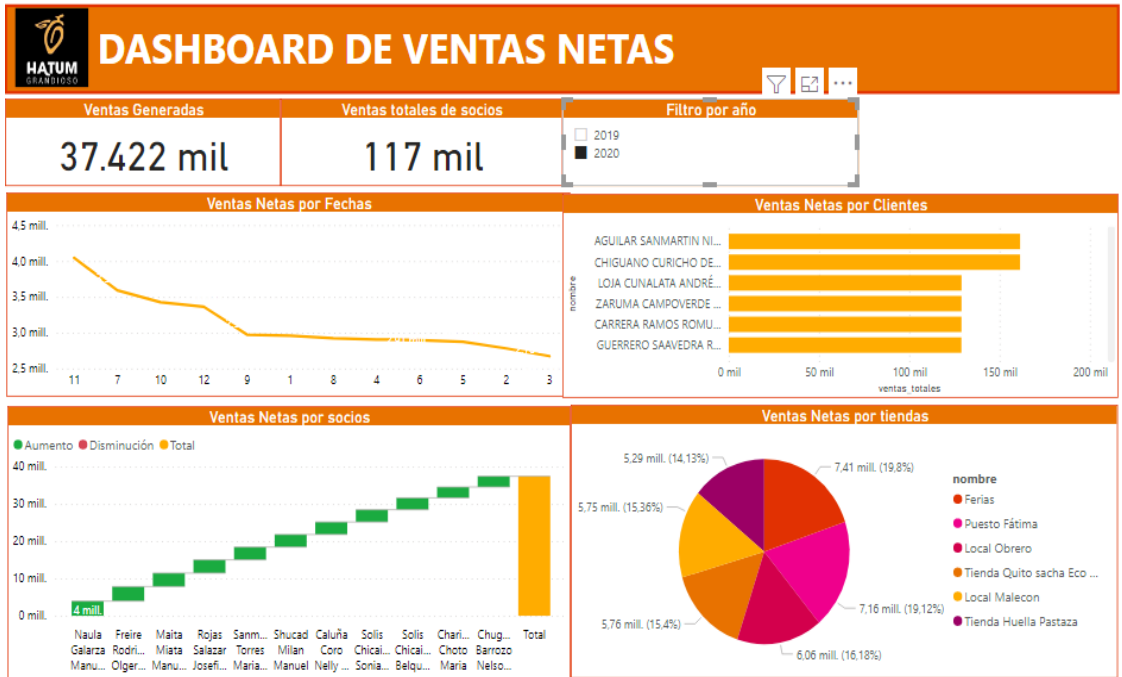 HATUM
GRANDIOSO
DASHBOARD DE VENTAS NETAS
Ventas Generadas
37.422 mil
Ventas totales de socios
117 mil
Filtro por año
2019
2020
Ventas Netas por Fechas
4,5 mill.
4,0 mill.
3,5 mill.
3,0 mill.
2,5 mill.
11 7 10 12 9 1 8 4 6 5 2 3
Ventas Netas por Clientes
nombre
AGUILAR SANMARTIN NI...
CHIGUANO CURICHO DE...
LOJA CUNALATA ANDRÉ...
ZARUMA CAMPOVERDE ...
CARRERA RAMOS ROMU...
GUERRERO SAAVEDRA R...
0 mil 50 mil 100 mil 150 mil 200 mil
ventas_totales
Ventas Netas por socios
Aumento Disminución Total
40 mill.
30 mill.
20 mill.
10 mill.
0 mill.
4 mill.
Naula Freire Maita Rojas Sanm... Shucad Caluña Solis Solis Chari... Chug... Total
Galarza Rodri... Miata Salazar Torres Milan Coro Chicai... Chicai... Choto Barrozo
Manu... Olger... Manu... Josefi... Maria... Manuel Nelly ... Sonia... Belqu... Maria Nelso...
Ventas Netas por tiendas
5,29 mill. (14,13%)
7,41 mill. (19,8%)
5,75 mill. (15,36%)
7,16 mill. (19,12%)
5,76 mill. (15,4%)
6,06 mill. (16,18%)
nombre
Ferias
Puesto Fátima
Local Obrero
Tienda Quito sacha Eco ...
Local Malecon
Tienda Huella Pastaza